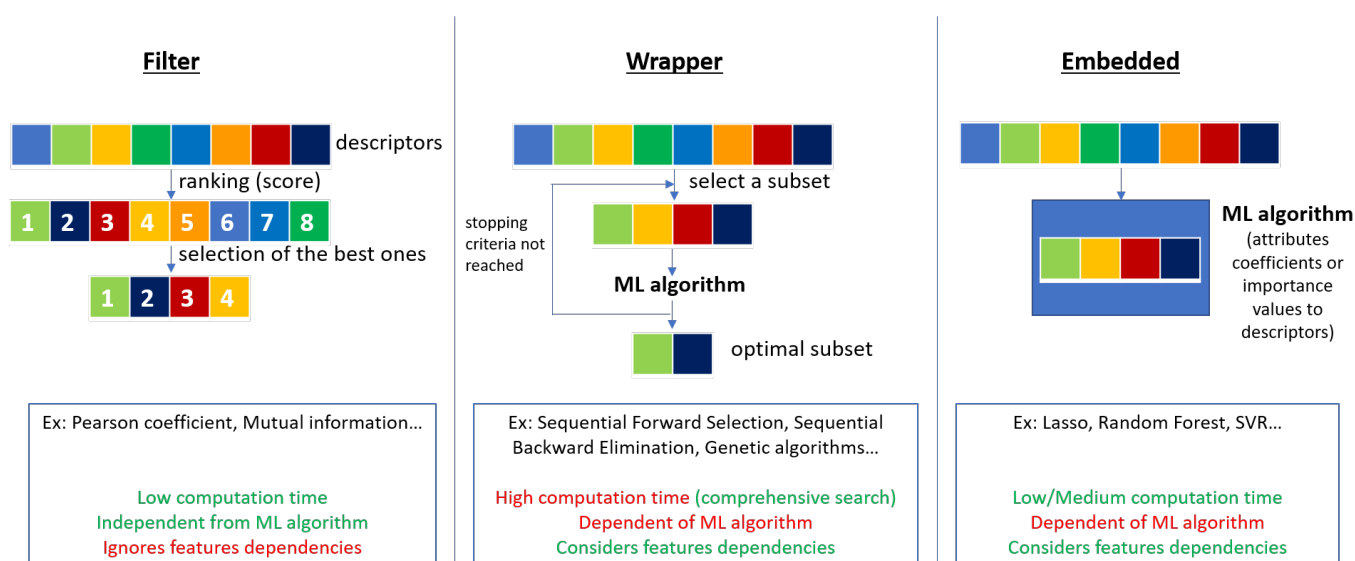 Filter
descriptors
ranking (score)
1 2 3 4 5 6 7 8
selection of the best ones
1 2 3 4
Ex: Pearson coefficient, Mutual information…
Low computation time
Independent from ML algorithm
Ignores features dependencies
Wrapper
select a subset
stopping
criteria not
reached
ML algorithm
optimal subset
Ex: Sequential Forward Selection, Sequential
Backward Elimination, Genetic algorithms…
High computation time (comprehensive search)
Dependent of ML algorithm
Considers features dependencies
Embedded
ML algorithm
(attributes
coefficients or
importance
values to
descriptors)
Ex: Lasso, Random Forest, SVR…
Low/Medium computation time
Dependent of ML algorithm
Considers features dependencies